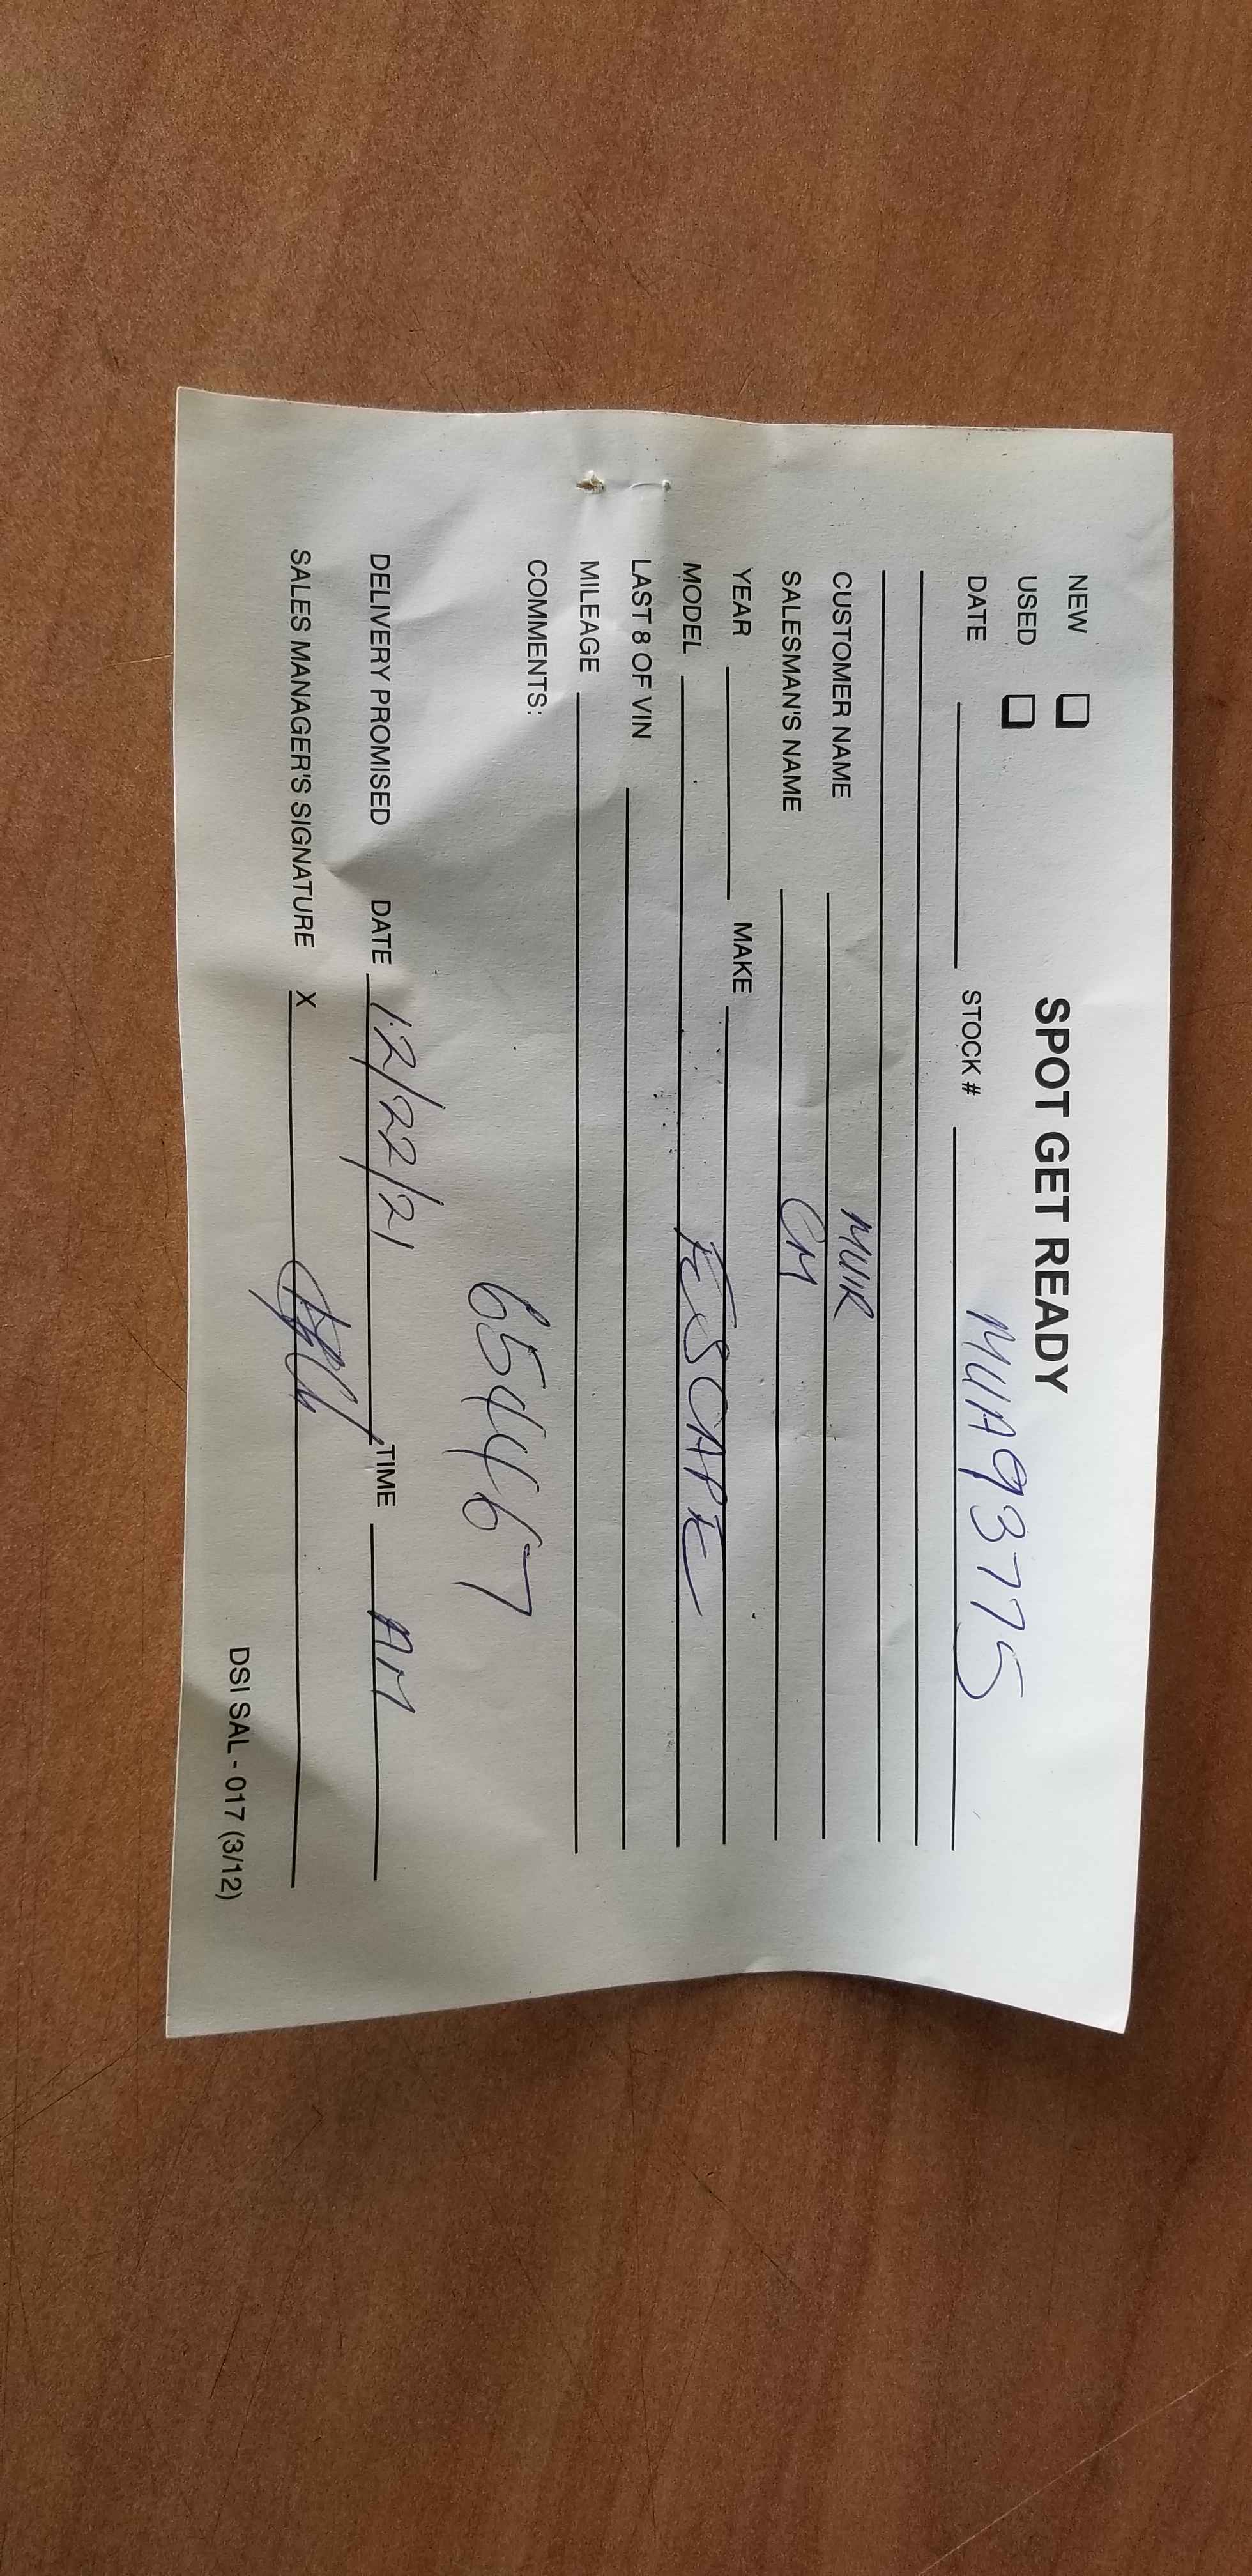 SPOT GET READY
NEW ☐
USED ☐
DATE STOCK # MUA93775
CUSTOMER NAME MUIR
SALESMAN'S NAME CM
YEAR MAKE
MODEL ESCAPE
LAST 8 OF VIN
MILEAGE
COMMENTS:
654467
DELIVERY PROMISED DATE 12/22/21 TIME AM
SALES MANAGER'S SIGNATURE X
DSI SAL - 017 (3/12)